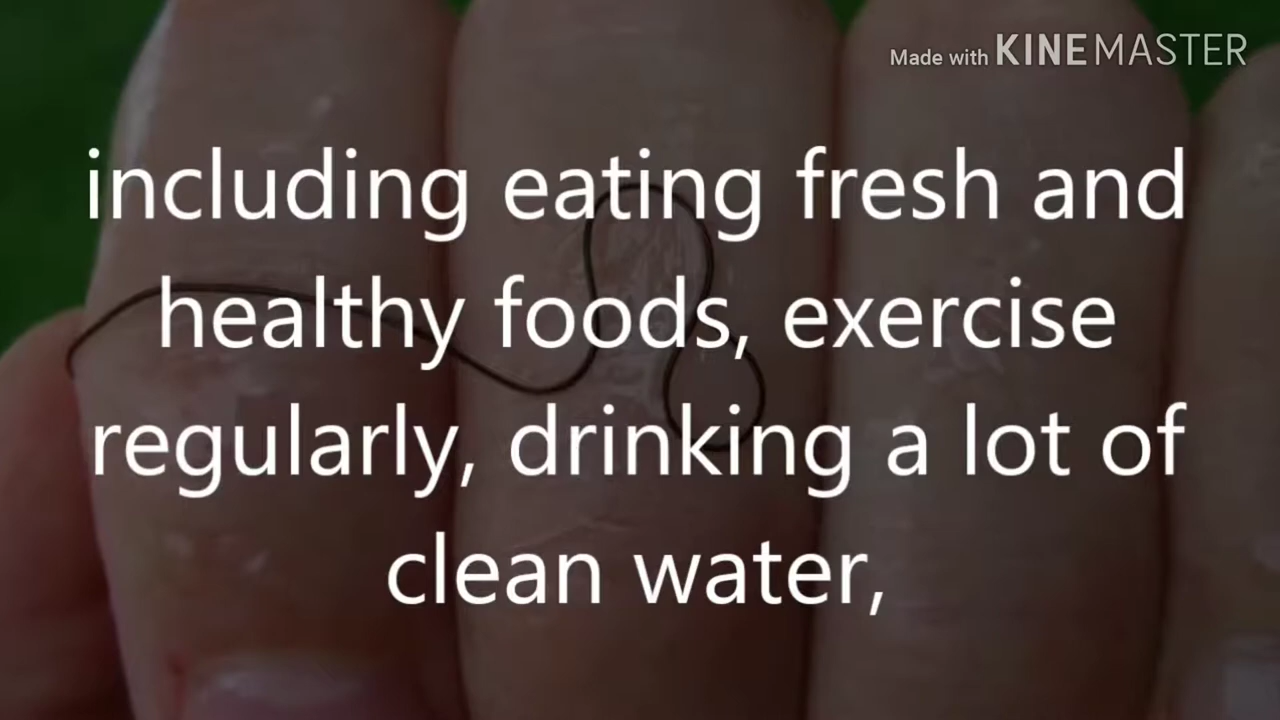 Made with KINEMASTER
including eating fresh and
healthy foods, exercise
regularly, drinking a lot of
clean water,